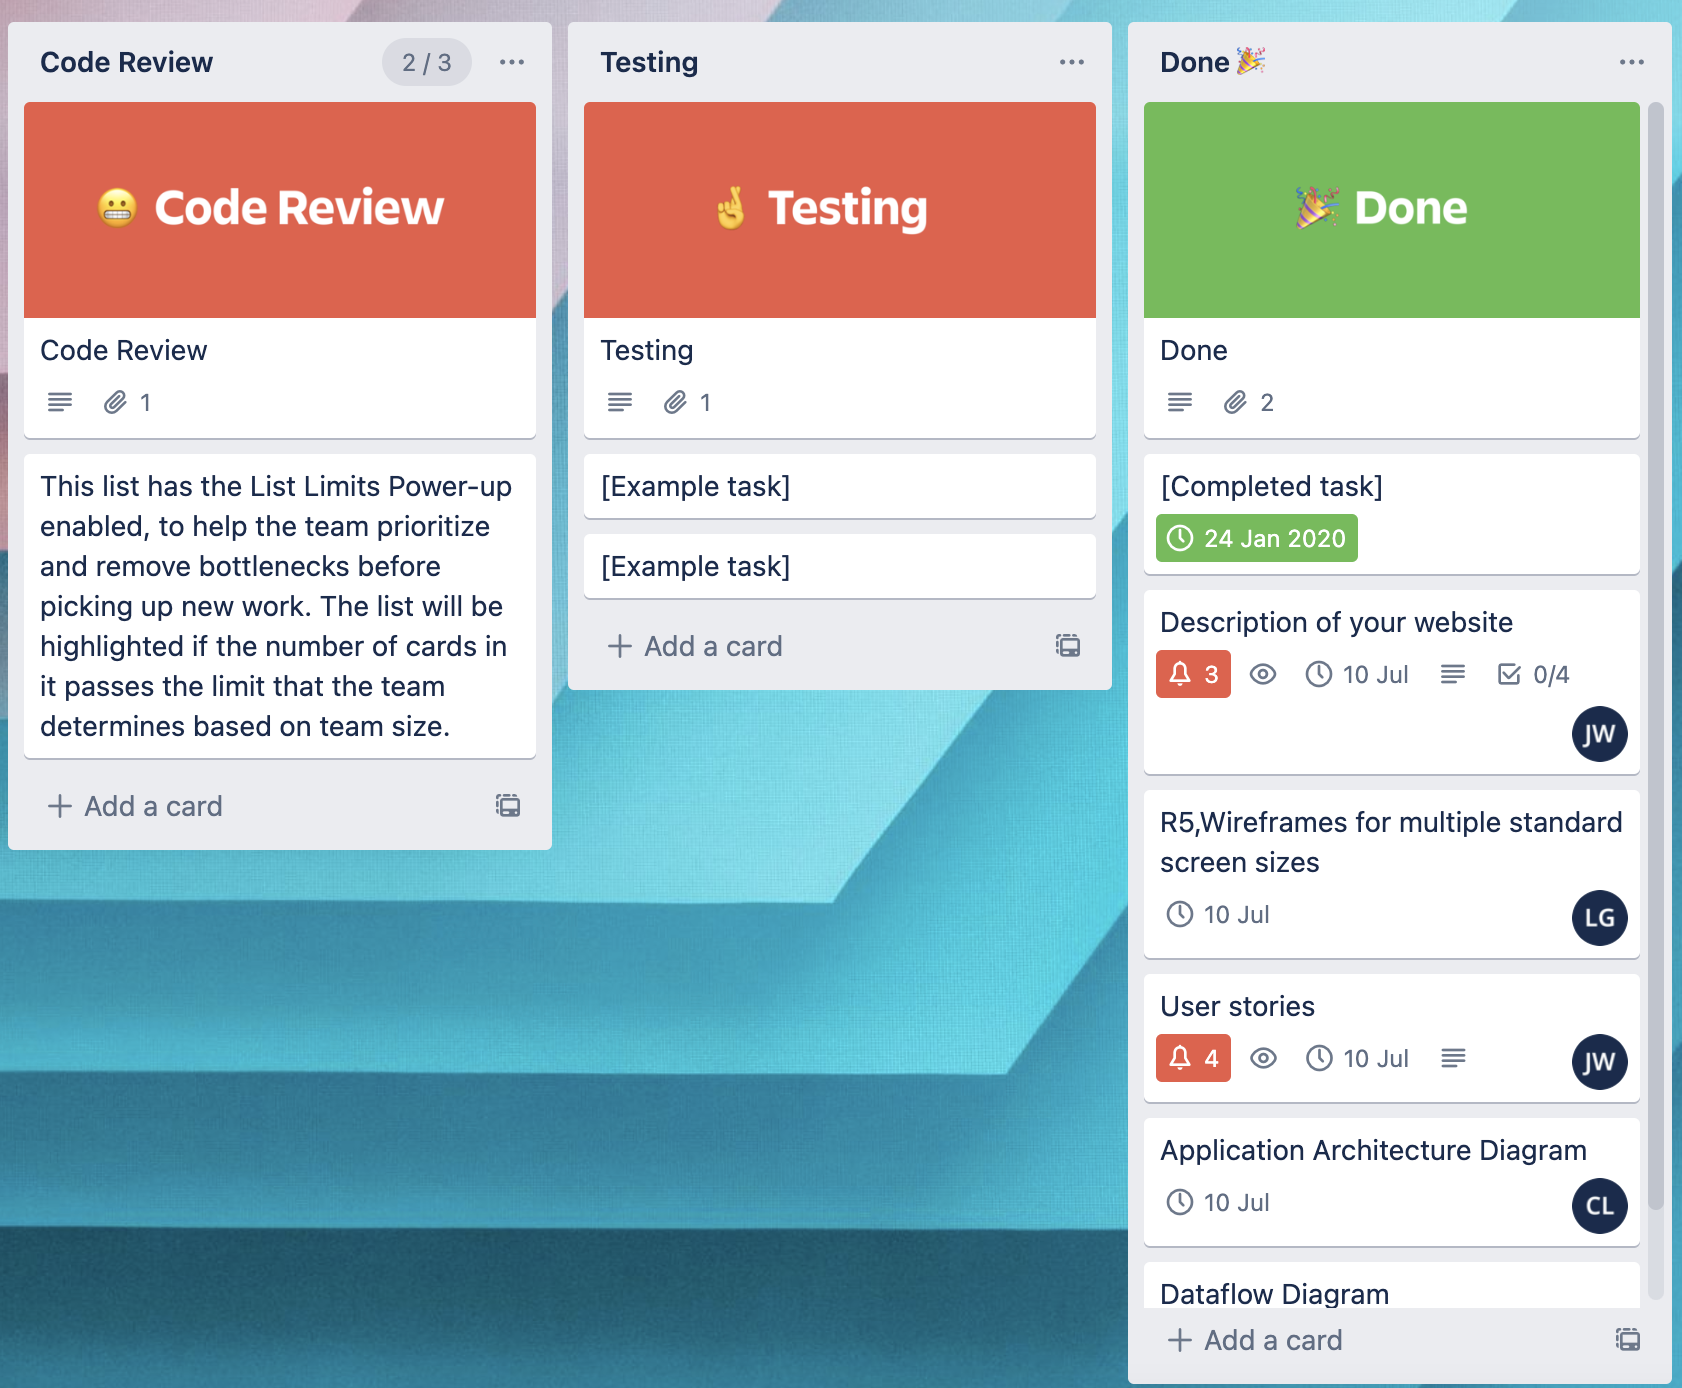 Code Review
2 / 3
Code Review
Code Review
1
This list has the List Limits Power-up
enabled, to help the team prioritize
and remove bottlenecks before
picking up new work. The list will be
highlighted if the number of cards in
it passes the limit that the team
determines based on team size.
Add a card
Testing
Testing
Testing
1
[Example task]
[Example task]
Add a card
Done
Done
Done
2
[Completed task]
24 Jan 2020
Description of your website
3 10 Jul 0/4
JW
R5,Wireframes for multiple standard
screen sizes
10 Jul
LG
User stories
4 10 Jul
JW
Application Architecture Diagram
10 Jul
CL
Dataflow Diagram
Add a card